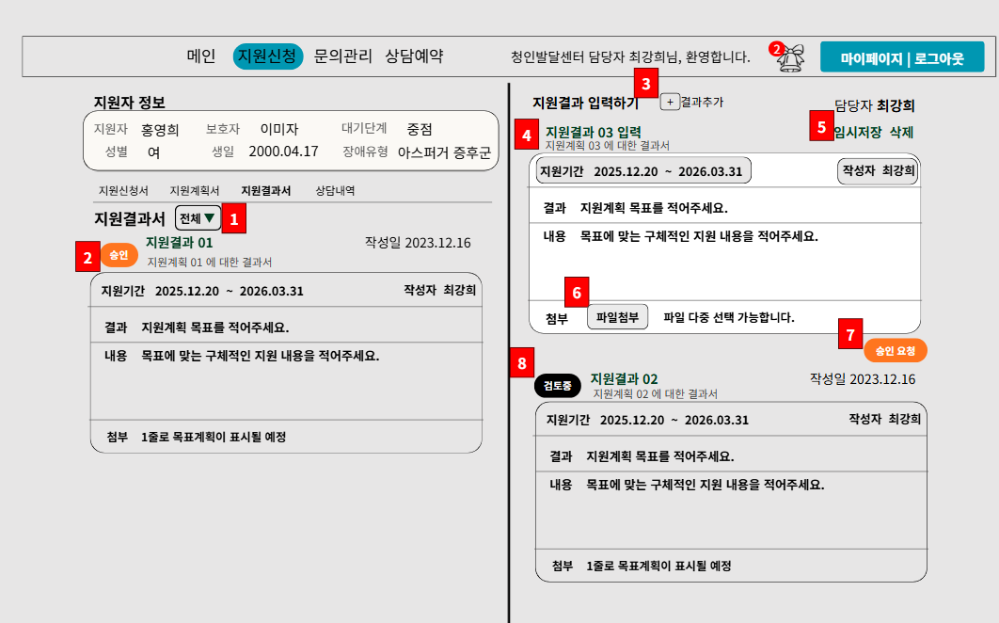 메인 지원신청 문의관리 상담예약 청인발달센터 담당자 최강희님, 환영합니다. 2 마이페이지 | 로그아웃
지원자 정보
지원자 홍영희 보호자 이미자 대기단계 중점
성별 여 생일 2000.04.17 장애유형 아스퍼거 증후군
지원신청서 지원계획서 지원결과서 상담내역
지원결과서 전체 ▼ 1
2 승인 지원결과 01 작성일 2023.12.16
지원계획 01 에 대한 결과서
지원기간 2025.12.20 ~ 2026.03.31 작성자 최강희
결과 지원계획 목표를 적어주세요.
내용 목표에 맞는 구체적인 지원 내용을 적어주세요.
첨부 1줄로 목표계획이 표시될 예정
3
지원결과 입력하기 + 결과추가 담당자 최강희
4 지원결과 03 입력 5 임시저장 삭제
지원계획 03 에 대한 결과서
지원기간 2025.12.20 ~ 2026.03.31 작성자 최강희
결과 지원계획 목표를 적어주세요.
내용 목표에 맞는 구체적인 지원 내용을 적어주세요.
6
첨부 파일첨부 파일 다중 선택 가능합니다.
7
승인 요청
8
검토중 지원결과 02 작성일 2023.12.16
지원계획 02 에 대한 결과서
지원기간 2025.12.20 ~ 2026.03.31 작성자 최강희
결과 지원계획 목표를 적어주세요.
내용 목표에 맞는 구체적인 지원 내용을 적어주세요.
첨부 1줄로 목표계획이 표시될 예정